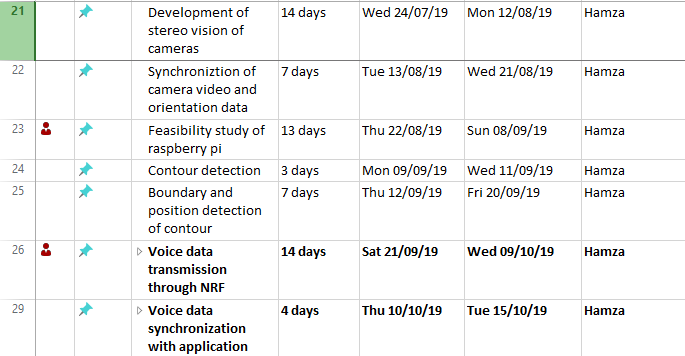 21 Development of 14 days Wed 24/07/19 Mon 12/08/19 Hamza
stereo vision of
cameras
22 Synchroniztion of 7 days Tue 13/08/19 Wed 21/08/19 Hamza
camera video and
orientation data
23 Feasibility study of 13 days Thu 22/08/19 Sun 08/09/19 Hamza
raspberry pi
24 Contour detection 3 days Mon 09/09/19 Wed 11/09/19 Hamza
25 Boundary and 7 days Thu 12/09/19 Fri 20/09/19 Hamza
position detection
of contour
26 Voice data 14 days Sat 21/09/19 Wed 09/10/19 Hamza
transmission
through NRF
29 Voice data 4 days Thu 10/10/19 Tue 15/10/19 Hamza
synchronization
with application